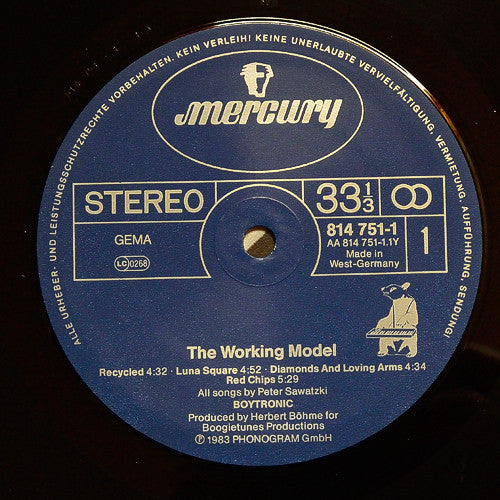 ALLE URHEBER- UND LEISTUNGSSCHUTZRECHTE VORBEHALTEN. KEIN VERLEIH! KEINE UNERLAUBTE VERVIELFÄLTIGUNG, VERMIETUNG, AUFFÜHRUNG, SENDUNG!
mercury
STEREO
33 1/3
GEMA
LC 0268
814 751-1
AA 814 751-1.1Y
Made in
West-Germany
1
The Working Model
Recycled 4:32 · Luna Square 4:52 · Diamonds And Loving Arms 4:34
Red Chips 5:29
All songs by Peter Sawatzki
BOYTRONIC
Produced by Herbert Böhme for
Boogietunes Productions
Ⓟ 1983 PHONOGRAM GmbH